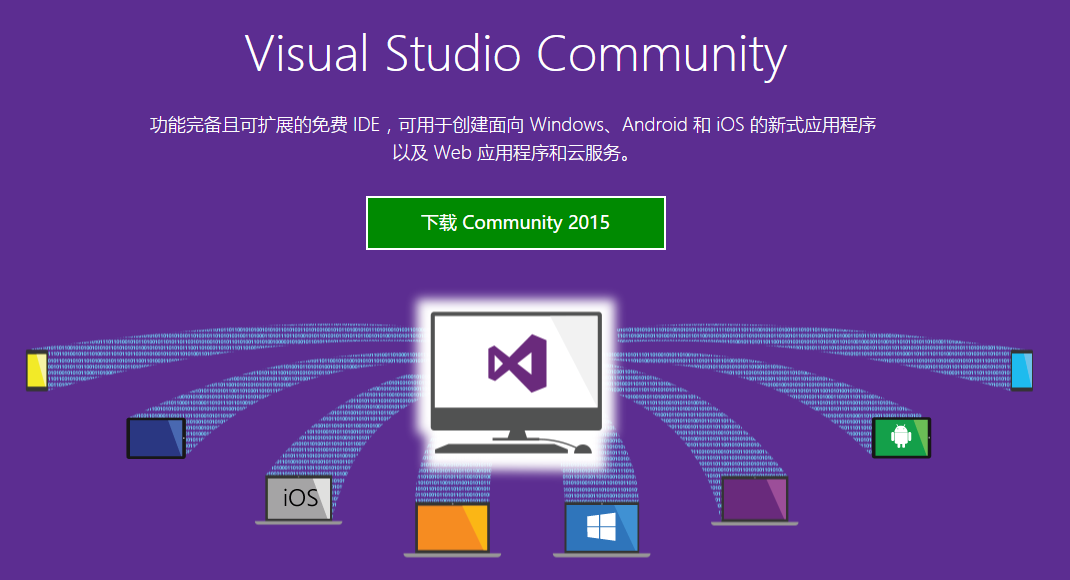 Visual Studio Community
功能完备且可扩展的免费 IDE，可用于创建面向 Windows、Android 和 iOS 的新式应用程序
以及 Web 应用程序和云服务。
下载 Community 2015
iOS